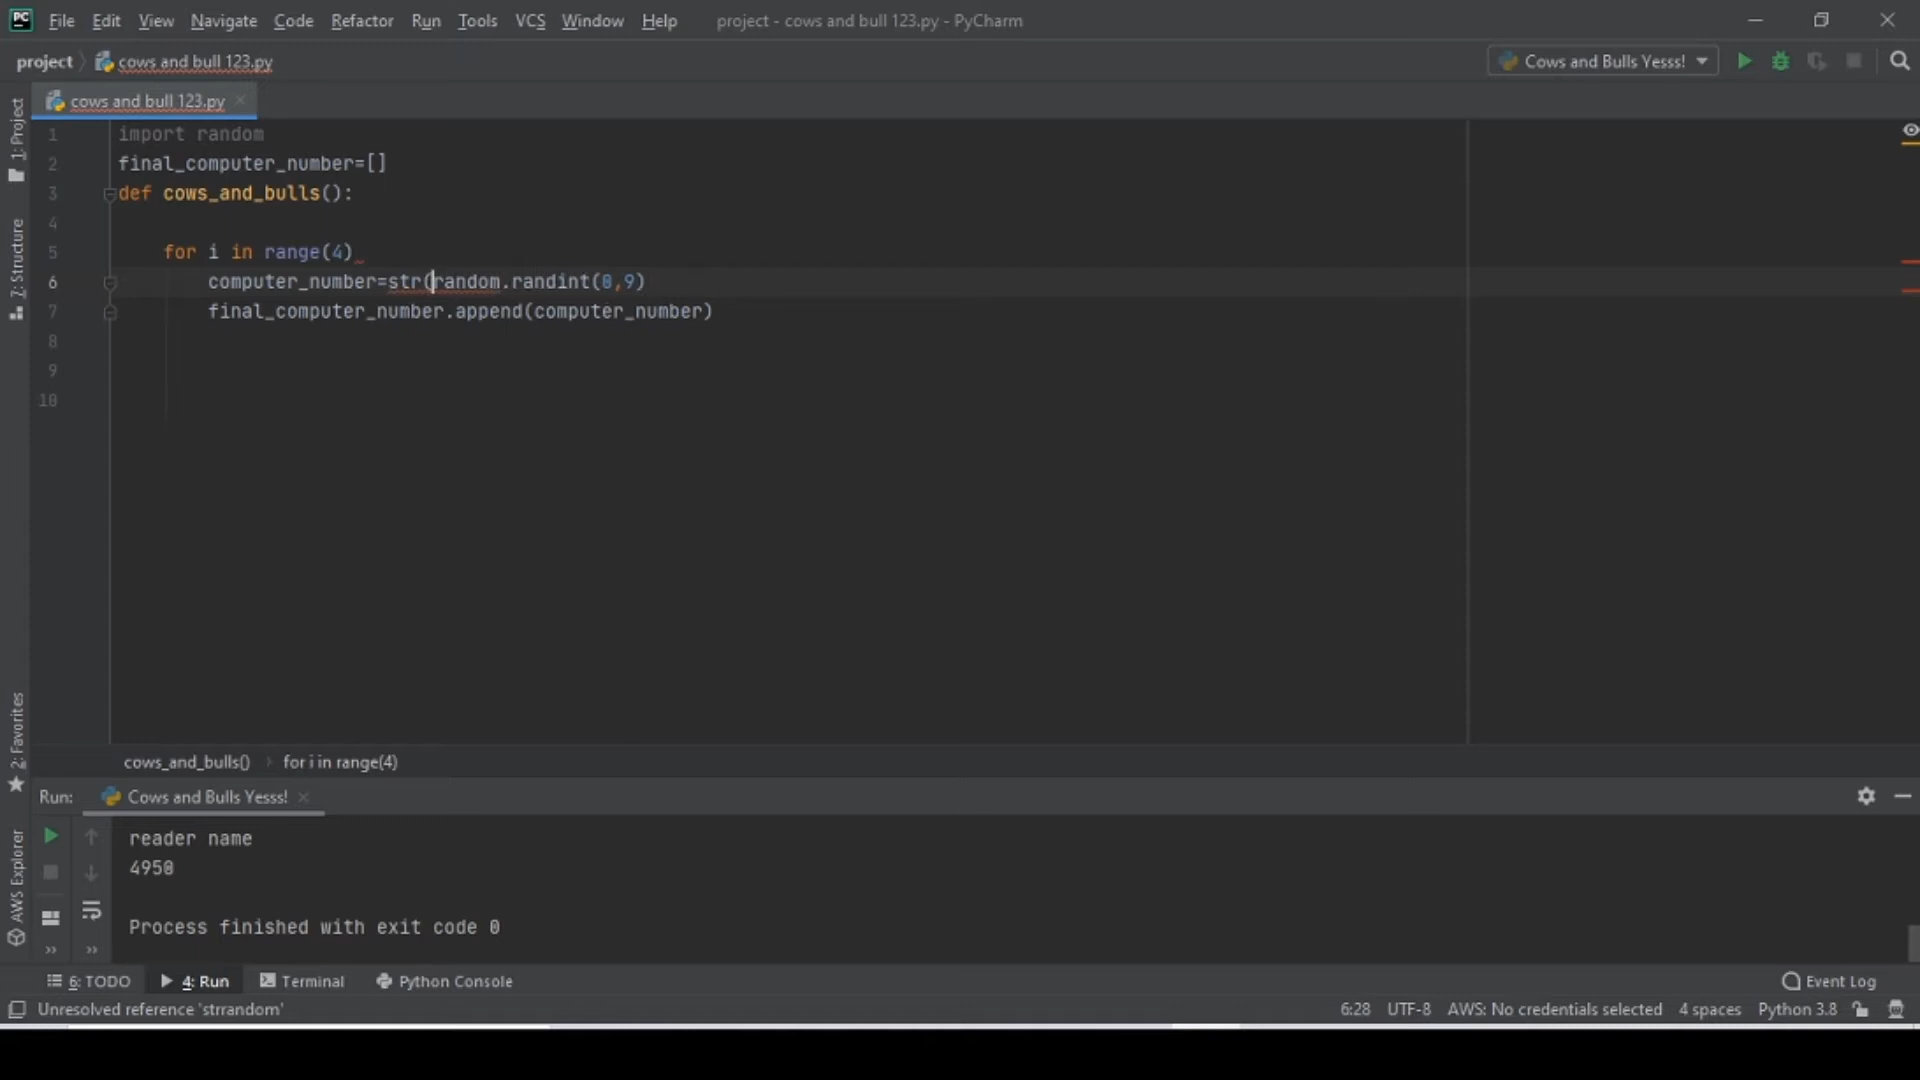 PC File Edit View Navigate Code Refactor Run Tools VCS Window Help project - cows and bull 123.py - PyCharm
project cows and bull 123.py Cows and Bulls Yesss!
cows and bull 123.py
1: Project
7: Structure
2: Favorites
AWS Explorer
1 import random
2 final_computer_number=[]
3 def cows_and_bulls():
4
5 for i in range(4)
6 computer_number=str(random.randint(0,9)
7 final_computer_number.append(computer_number)
8
9
10
cows_and_bulls() for i in range(4)
Run: Cows and Bulls Yesss!
reader name
4950
Process finished with exit code 0
6: TODO 4: Run Terminal Python Console Event Log
Unresolved reference 'strrandom' 6:28 UTF-8 AWS: No credentials selected 4 spaces Python 3.8